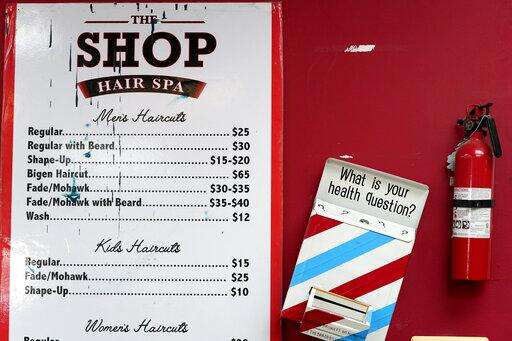 THE
SHOP
HAIR SPA
Men's Haircuts
Regular $25
Regular with Beard $30
Shape-Up $15-$20
Bigen Haircut $65
Fade/Mohawk $30-$35
Fade/Mohawk with Beard $35-$40
Wash $12
Kids Haircuts
Regular $15
Fade/Mohawk $25
Shape-Up $10
Women's Haircuts
Regular
What is your
health question?